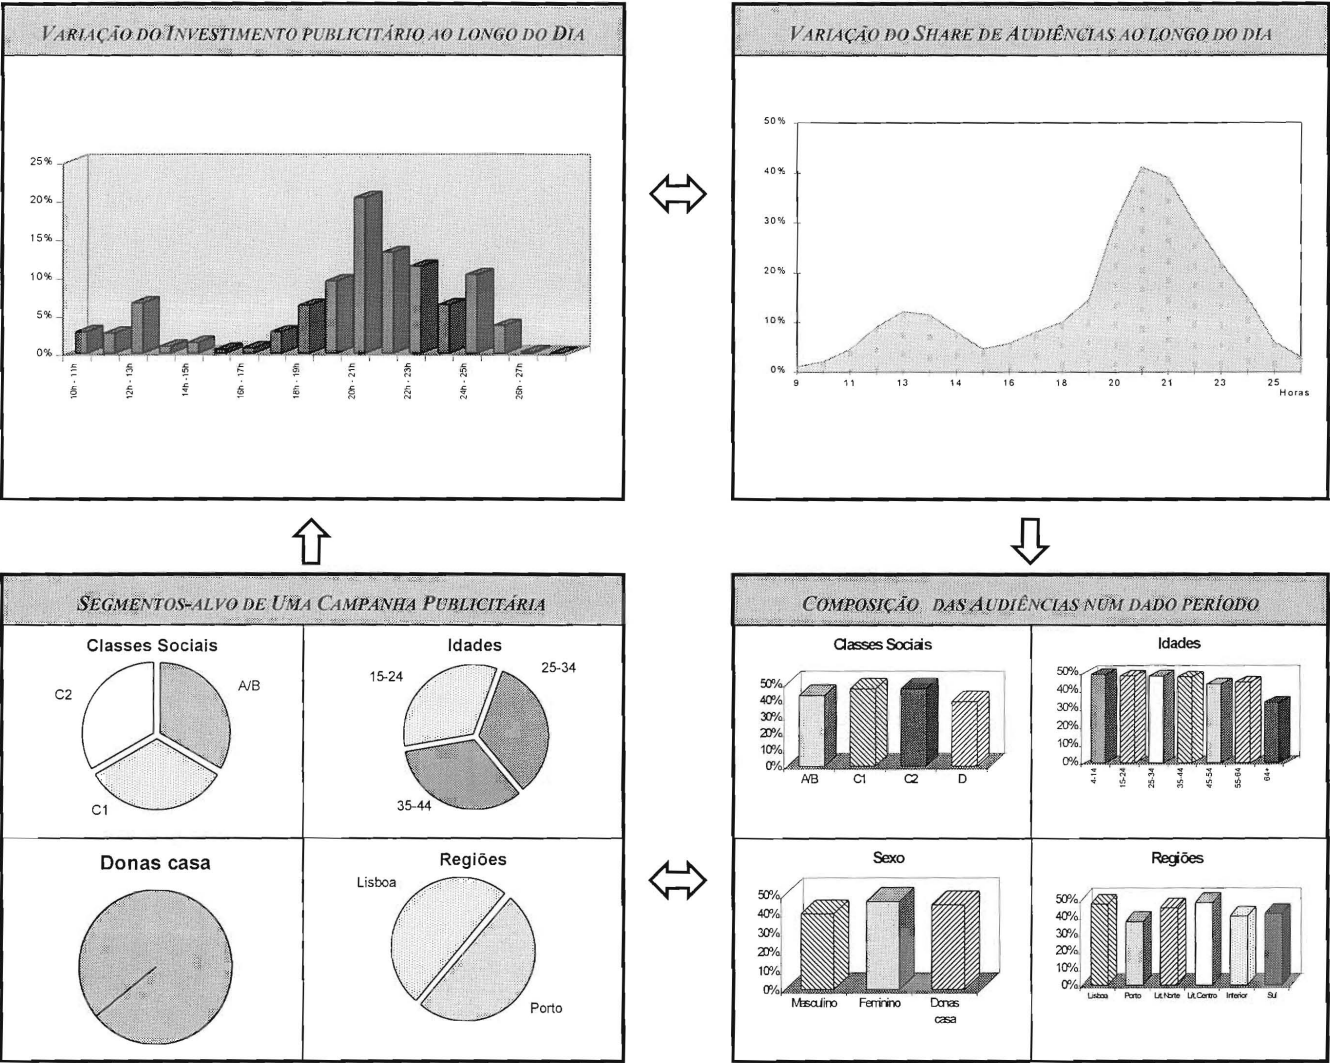 VARIAÇÃO DO INVESTIMENTO PUBLICITÁRIO AO LONGO DO DIA
25%
20%
15%
10%
5%
0%
10h - 11h
12h - 13h
14h - 15h
16h - 17h
18h - 19h
20h - 21h
22h - 23h
24h - 25h
26h - 27h
VARIAÇÃO DO SHARE DE AUDIÊNCIAS AO LONGO DO DIA
50%
40%
30%
20%
10%
0%
9 11 13 14 16 18 20 21 23 25
Horas
SEGMENTOS-ALVO DE UMA CAMPANHA PUBLICITÁRIA
Classes Sociais
C2
A/B
C1
Idades
15-24
25-34
35-44
Donas casa
Regiões
Lisboa
Porto
COMPOSIÇÃO DAS AUDIÊNCIAS NUM DADO PERÍODO
Classes Sociais
50%
40%
30%
20%
10%
0%
A/B C1 C2 D
Idades
50%
40%
30%
20%
10%
0%
4-14
15-24
25-34
35-44
45-54
55-64
64+
Sexo
50%
40%
30%
20%
10%
0%
Masculino Feminino Donas
casa
Regiões
50%
40%
30%
20%
10%
0%
Lisboa Porto Lit.Norte Lit.Centro Interior Sul